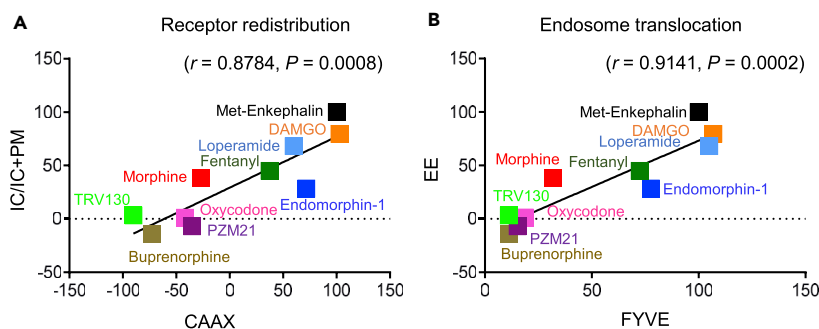 A
Receptor redistribution
(r = 0.8784, P = 0.0008)
IC/IC+PM
150
100
50
0
-50
Met-Enkephalin
DAMGO
Loperamide
Fentanyl
Morphine
Endomorphin-1
TRV130
Oxycodone
PZM21
Buprenorphine
-150
-100
-50
0
50
100
150
CAAX
B
Endosome translocation
(r = 0.9141, P = 0.0002)
EE
150
100
50
0
-50
Met-Enkephalin
DAMGO
Loperamide
Morphine
Fentanyl
Endomorphin-1
TRV130
Oxycodone
PZM21
Buprenorphine
0
50
100
150
FYVE